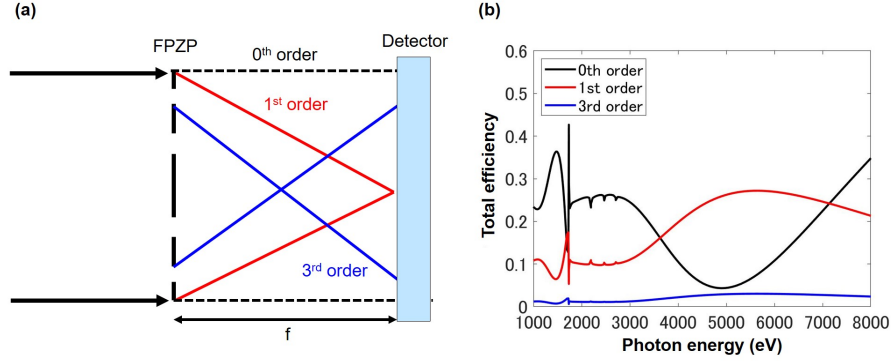 (a)
FPZP
0th order
Detector
1st order
3rd order
f
(b)
0th order
1st order
3rd order
Total efficiency
0.6
0.5
0.4
0.3
0.2
0.1
0
1000 2000 3000 4000 5000 6000 7000 8000
Photon energy (eV)